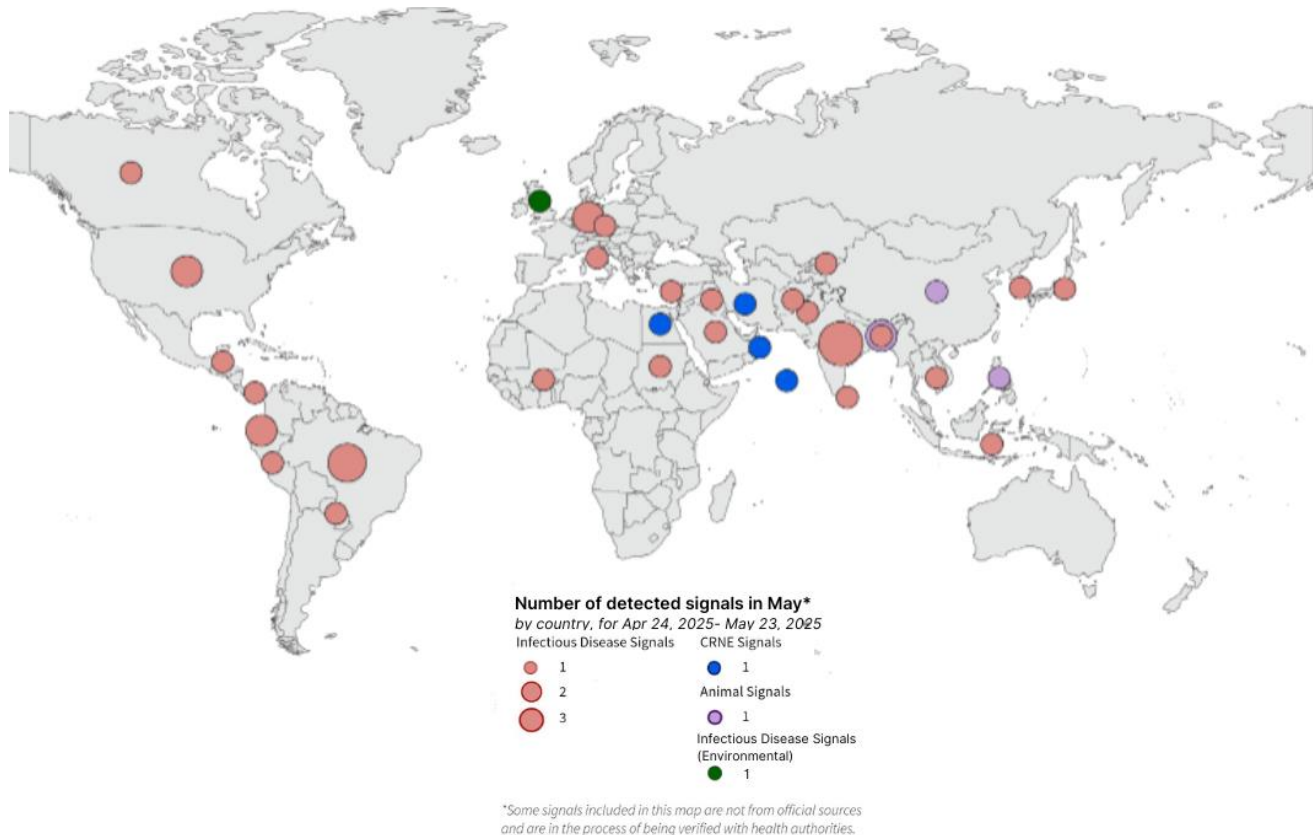 Number of detected signals in May*
by country, for Apr 24, 2025- May 23, 2025
Infectious Disease Signals
1
2
3
CRNE Signals
1
Animal Signals
1
Infectious Disease Signals
(Environmental)
1
*Some signals included in this map are not from official sources
and are in the process of being verified with health authorities.